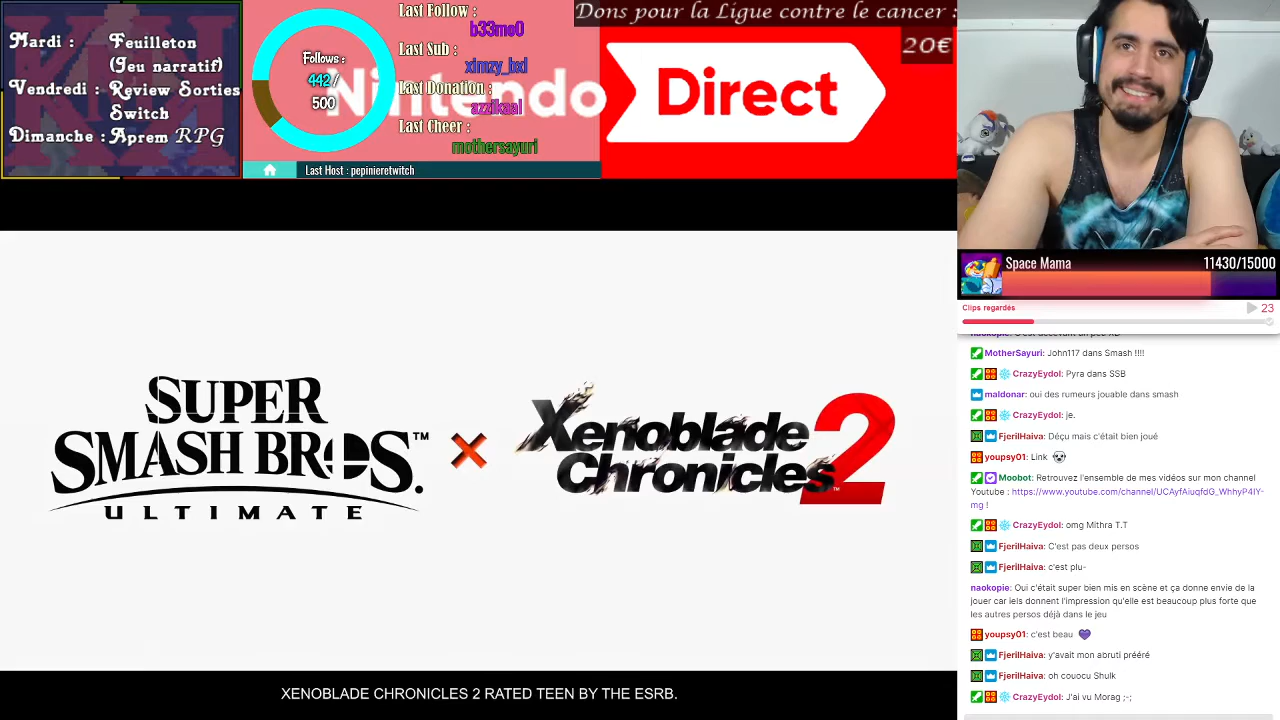 Mardi : Feuilleton
(Jeu narratif)
Vendredi : Review Sorties
Switch
Dimanche : Aprem RPG
Follows :
442 /
500
Last Follow :
b33mo0
Last Sub :
xlmzy_bxl
Last Donation :
azzikaal
Last Cheer :
mothersayuri
Last Host : pepinieretwitch
Nintendo Direct
Dons pour la Ligue contre le cancer :
20€
SUPER
SMASH BROS.™
ULTIMATE
Xenoblade
Chronicles 2™
XENOBLADE CHRONICLES 2 RATED TEEN BY THE ESRB.
Space Mama 11430/15000
Clips regardés 23
MotherSayuri: John117 dans Smash !!!!
CrazyEydol: Pyra dans SSB
maldonar: oui des rumeurs jouable dans smash
CrazyEydol: je.
FjerilHaiva: Déçu mais c'était bien joué
youpsy01: Link
Moobot: Retrouvez l'ensemble de mes vidéos sur mon channel
Youtube : https://www.youtube.com/channel/UCAyfAiuqfdG_WhhyP4IY-
mg !
CrazyEydol: omg Mithra T.T
FjerilHaiva: C'est pas deux persos
FjerilHaiva: c'est plu-
naokopie: Oui c'était super bien mis en scène et ça donne envie de la
jouer car iels donnent l'impression qu'elle est beaucoup plus forte que
les autres persos déjà dans le jeu
youpsy01: c'est beau
FjerilHaiva: y'avait mon abruti prééré
FjerilHaiva: oh coucocu Shulk
CrazyEydol: J'ai vu Morag ;-;